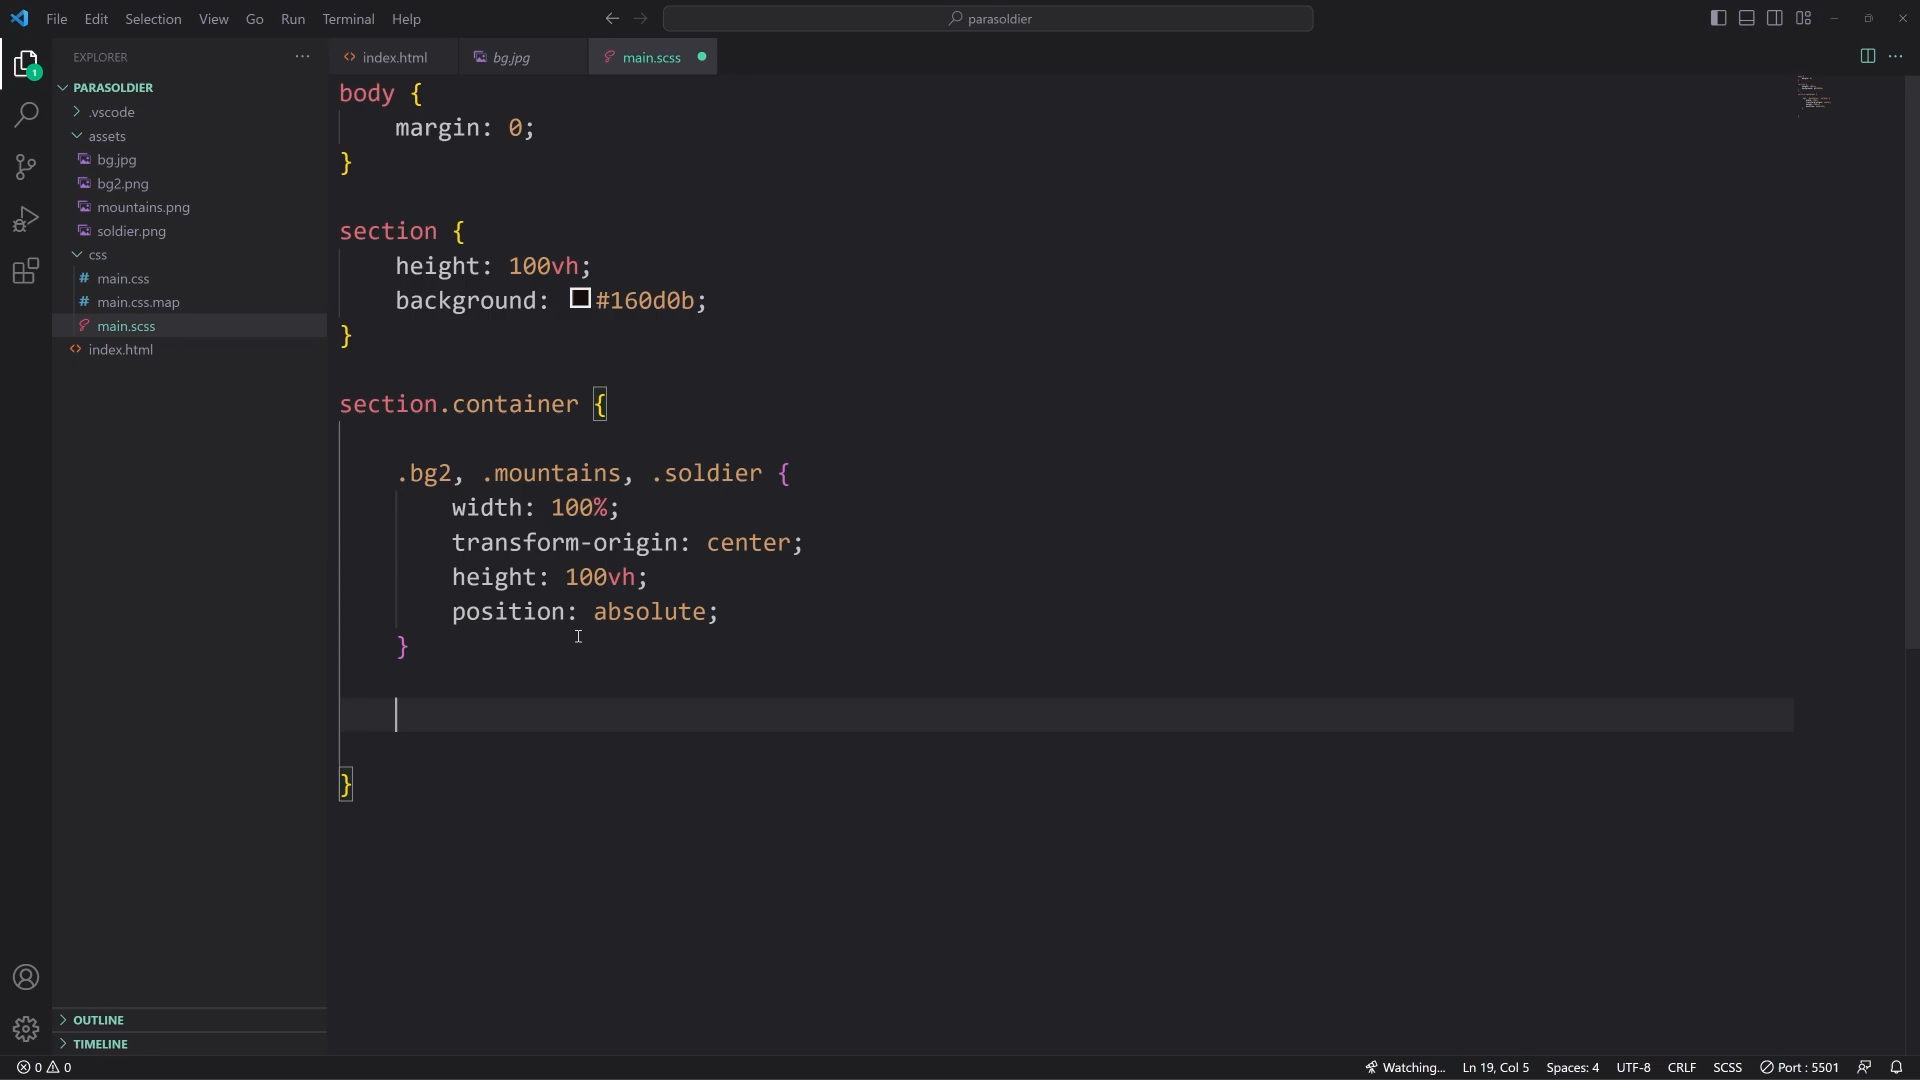 File Edit Selection View Go Run Terminal Help
parasoldier
EXPLORER
PARASOLDIER
.vscode
assets
bg.jpg
bg2.png
mountains.png
soldier.png
css
main.css
main.css.map
main.scss
index.html
OUTLINE
TIMELINE
1
index.html
bg.jpg
main.scss
body {
margin: 0;
}
section {
height: 100vh;
background: #160d0b;
}
section.container {
.bg2, .mountains, .soldier {
width: 100%;
transform-origin: center;
height: 100vh;
position: absolute;
}
}
0 0
Watching... Ln 19, Col 5 Spaces: 4 UTF-8 CRLF SCSS Port : 5501